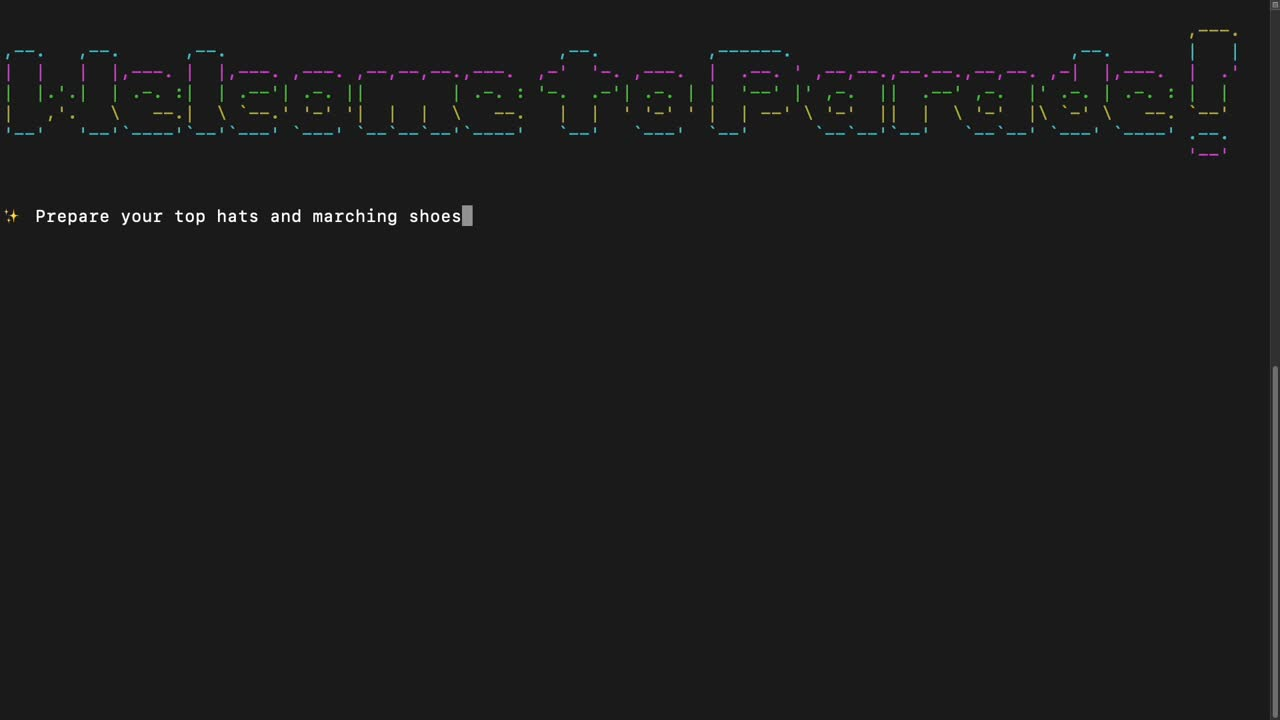 Welcome to Parade!
✨ Prepare your top hats and marching shoes